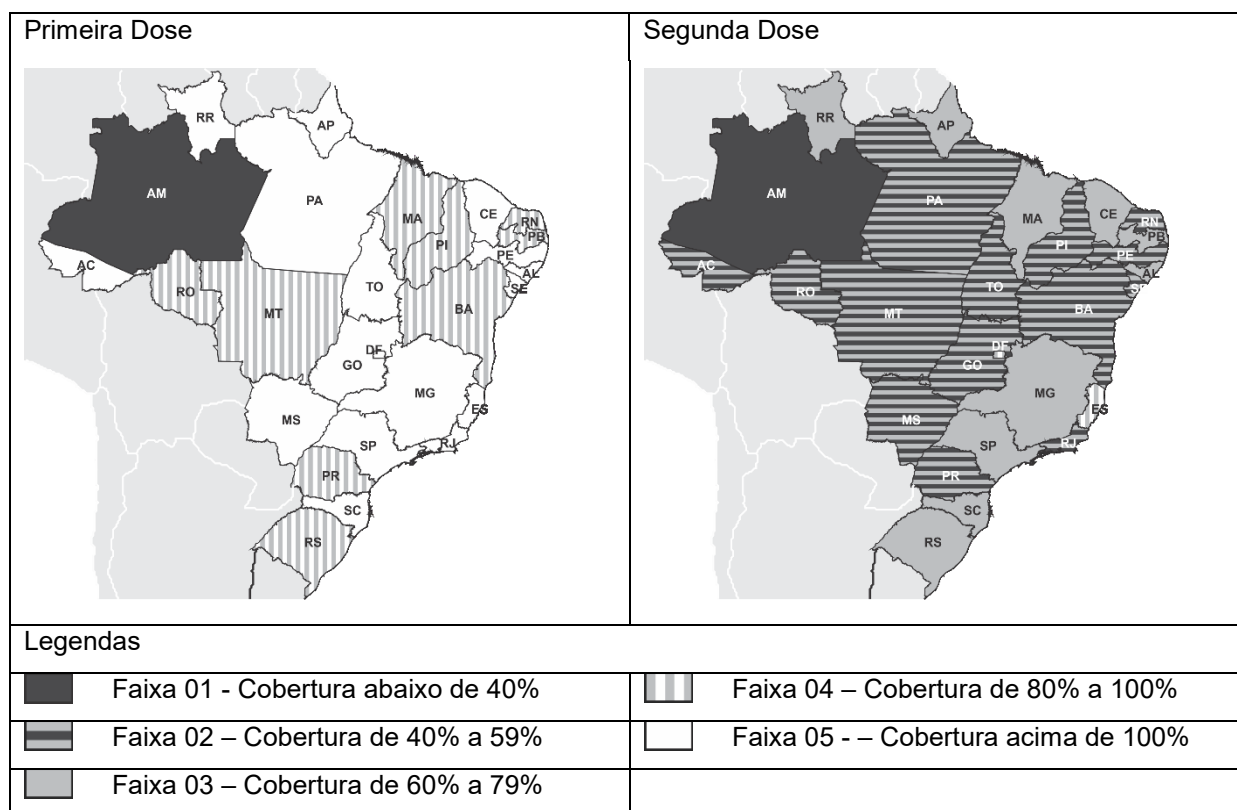 Primeira Dose
RR
AP
AM
PA
MA
CE
RN
PB
PI
PE
AC
AL
SE
TO
RO
BA
MT
DF
GO
MG
ES
MS
SP
RJ
PR
SC
RS
Segunda Dose
RR
AP
AM
PA
MA
CE
RN
PB
PI
PE
AC
AL
SE
TO
RO
BA
MT
DF
GO
MG
ES
MS
SP
RJ
PR
SC
RS
Legendas
Faixa 01 - Cobertura abaixo de 40%
Faixa 04 – Cobertura de 80% a 100%
Faixa 02 – Cobertura de 40% a 59%
Faixa 05 - – Cobertura acima de 100%
Faixa 03 – Cobertura de 60% a 79%